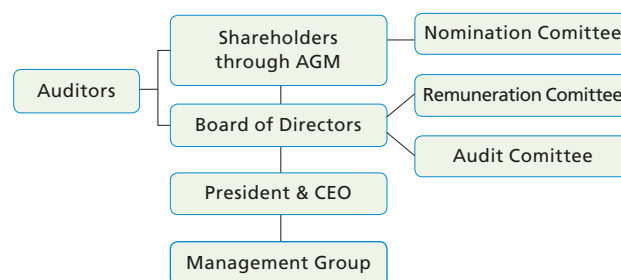 Shareholders
through AGM
Nomination Comittee
Auditors
Remuneration Comittee
Board of Directors
Audit Comittee
President & CEO
Management Group